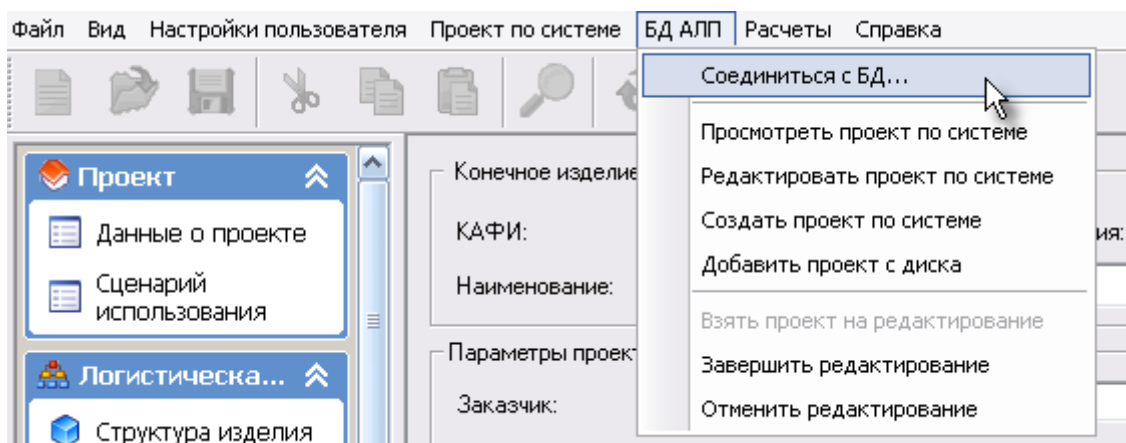 Файл Вид Настройки пользователя Проект по системе БД АЛП Расчеты Справка
Соединиться с БД...
Просмотреть проект по системе
Редактировать проект по системе
Создать проект по системе
Добавить проект с диска
Взять проект на редактирование
Завершить редактирование
Отменить редактирование
Проект
Данные о проекте
Сценарий
использования
Логистическа...
Структура изделия
Конечное изделие
КАФИ:
ия:
Наименование:
Параметры проек
Заказчик: